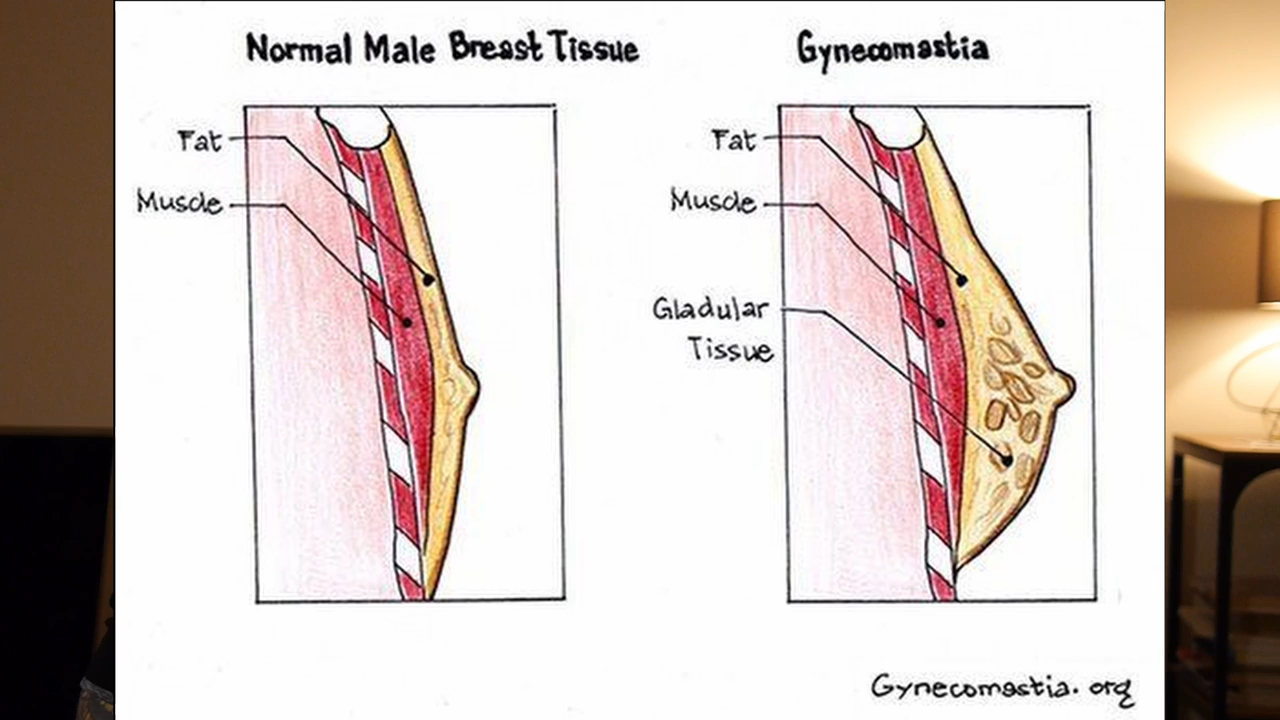 Normal Male Breast Tissue
Fat
Muscle
Gynecomastia
Fat
Muscle
Gladular
Tissue
Gynecomastia.org